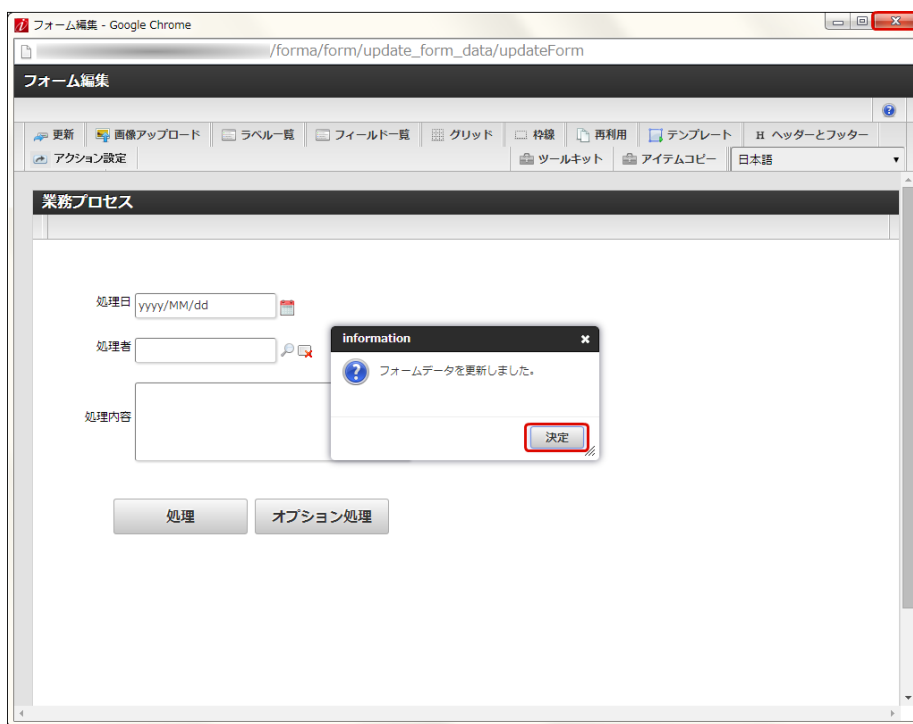 フォーム編集 - Google Chrome
/forma/form/update_form_data/updateForm
フォーム編集
更新 画像アップロード ラベル一覧 フィールド一覧 グリッド 枠線 再利用 テンプレート H ヘッダーとフッター
アクション設定 ツールキット アイテムコピー 日本語
業務プロセス
処理日 yyyy/MM/dd
処理者
処理内容
information
フォームデータを更新しました。
決定
処理 オプション処理